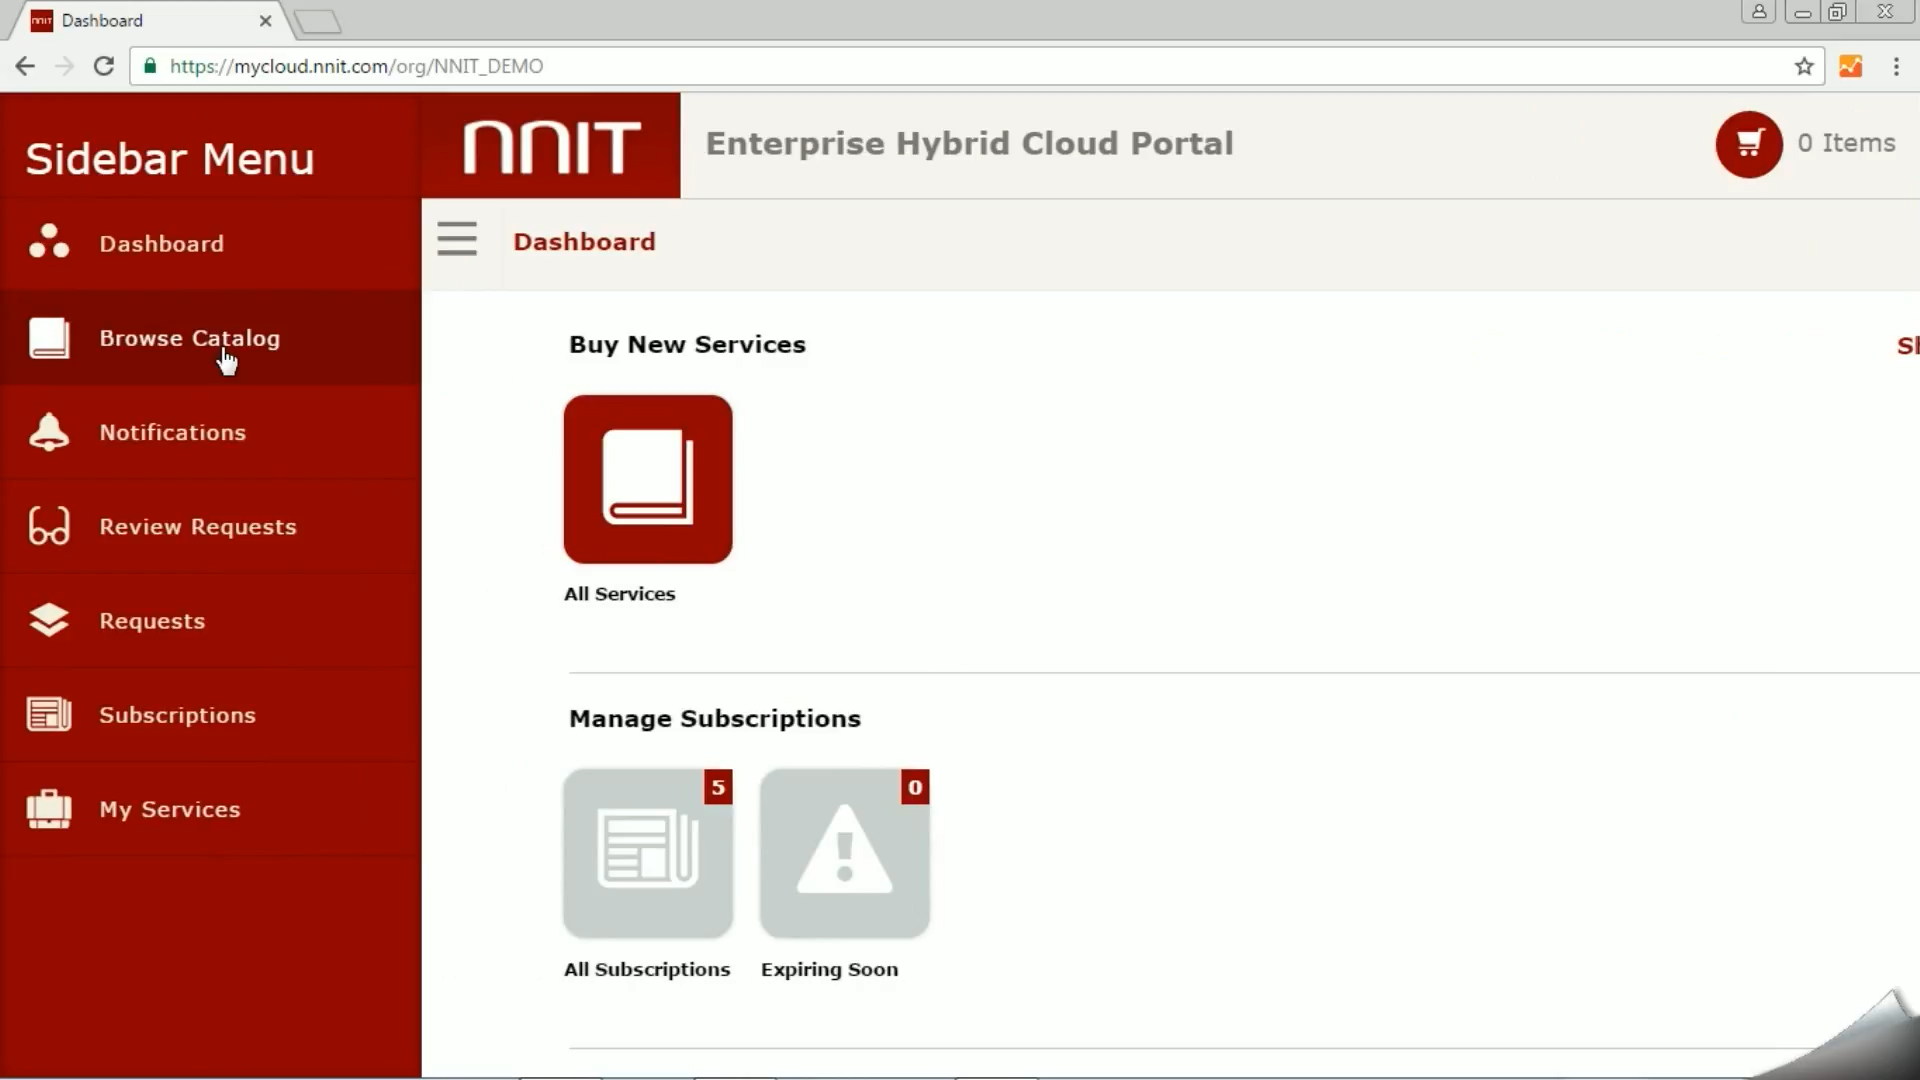 nnit Dashboard
https://mycloud.nnit.com/org/NNIT_DEMO
Sidebar Menu
nnIT
Enterprise Hybrid Cloud Portal
0 Items
Dashboard
Browse Catalog
Notifications
Review Requests
Requests
Subscriptions
My Services
Dashboard
Buy New Services
Sh
All Services
Manage Subscriptions
5
0
All Subscriptions
Expiring Soon